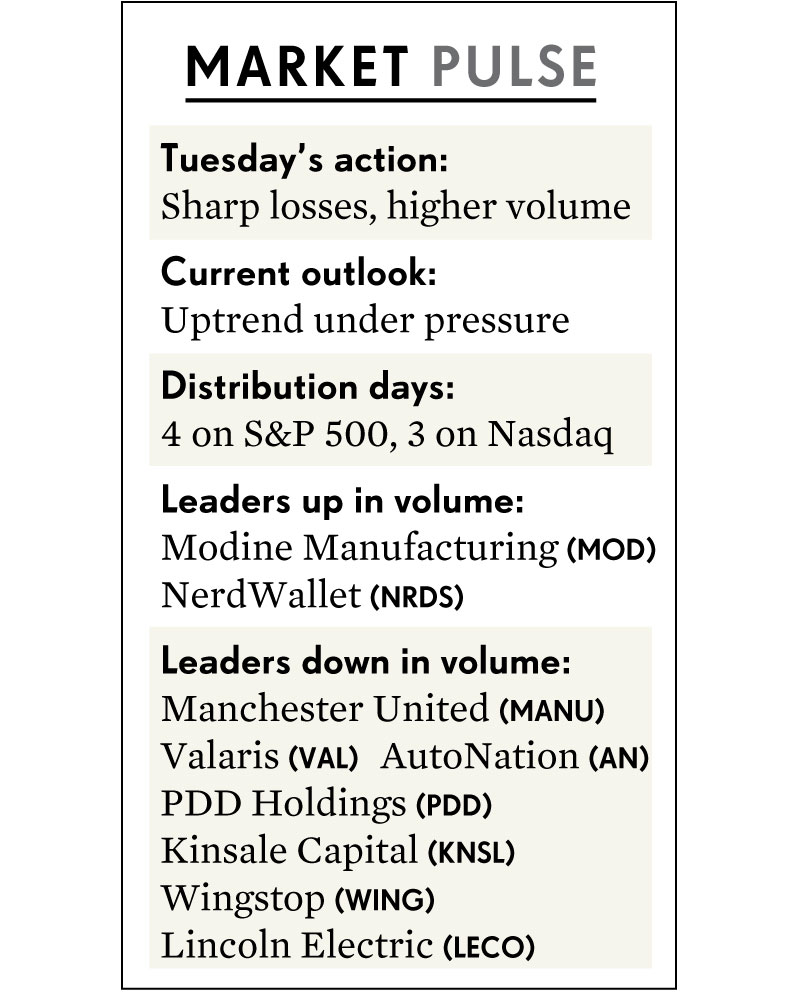 MARKET PULSE
Tuesday’s action:
Sharp losses, higher volume
Current outlook:
Uptrend under pressure
Distribution days:
4 on S&P 500, 3 on Nasdaq
Leaders up in volume:
Modine Manufacturing (MOD)
NerdWallet (NRDS)
Leaders down in volume:
Manchester United (MANU)
Valaris (VAL) AutoNation (AN)
PDD Holdings (PDD)
Kinsale Capital (KNSL)
Wingstop (WING)
Lincoln Electric (LECO)